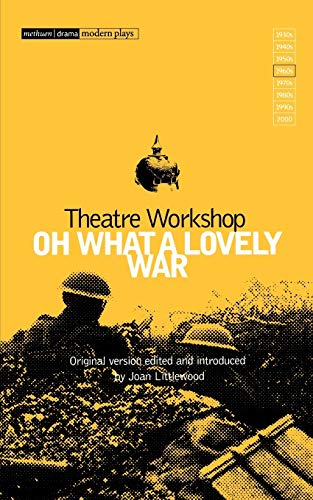 methuen | drama modern plays
1930s
1940s
1950s
1960s
1970s
1980s
1990s
2000
Theatre Workshop
OH WHAT A LOVELY
WAR
Original version edited and introduced
by Joan Littlewood